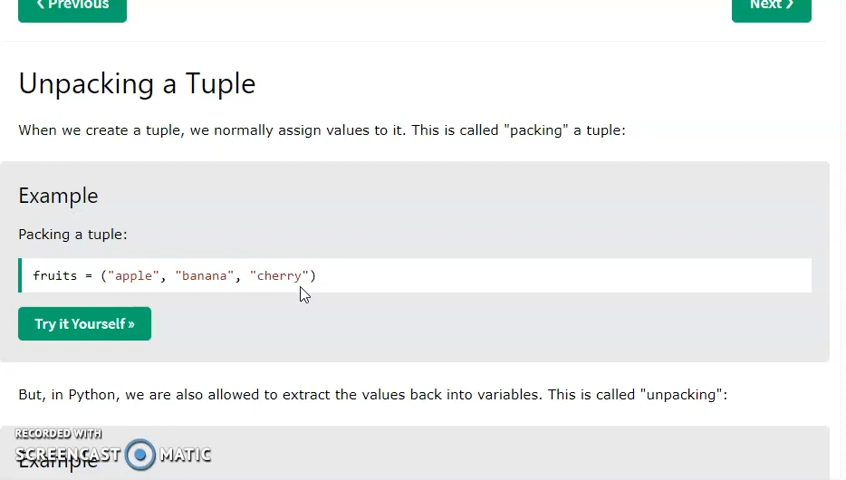 ❮ Previous
Next ❯
Unpacking a Tuple
When we create a tuple, we normally assign values to it. This is called "packing" a tuple:
Example
Packing a tuple:
fruits = ("apple", "banana", "cherry")
Try it Yourself »
But, in Python, we are also allowed to extract the values back into variables. This is called "unpacking":
RECORDED WITH
SCREENCAST MATIC
Example